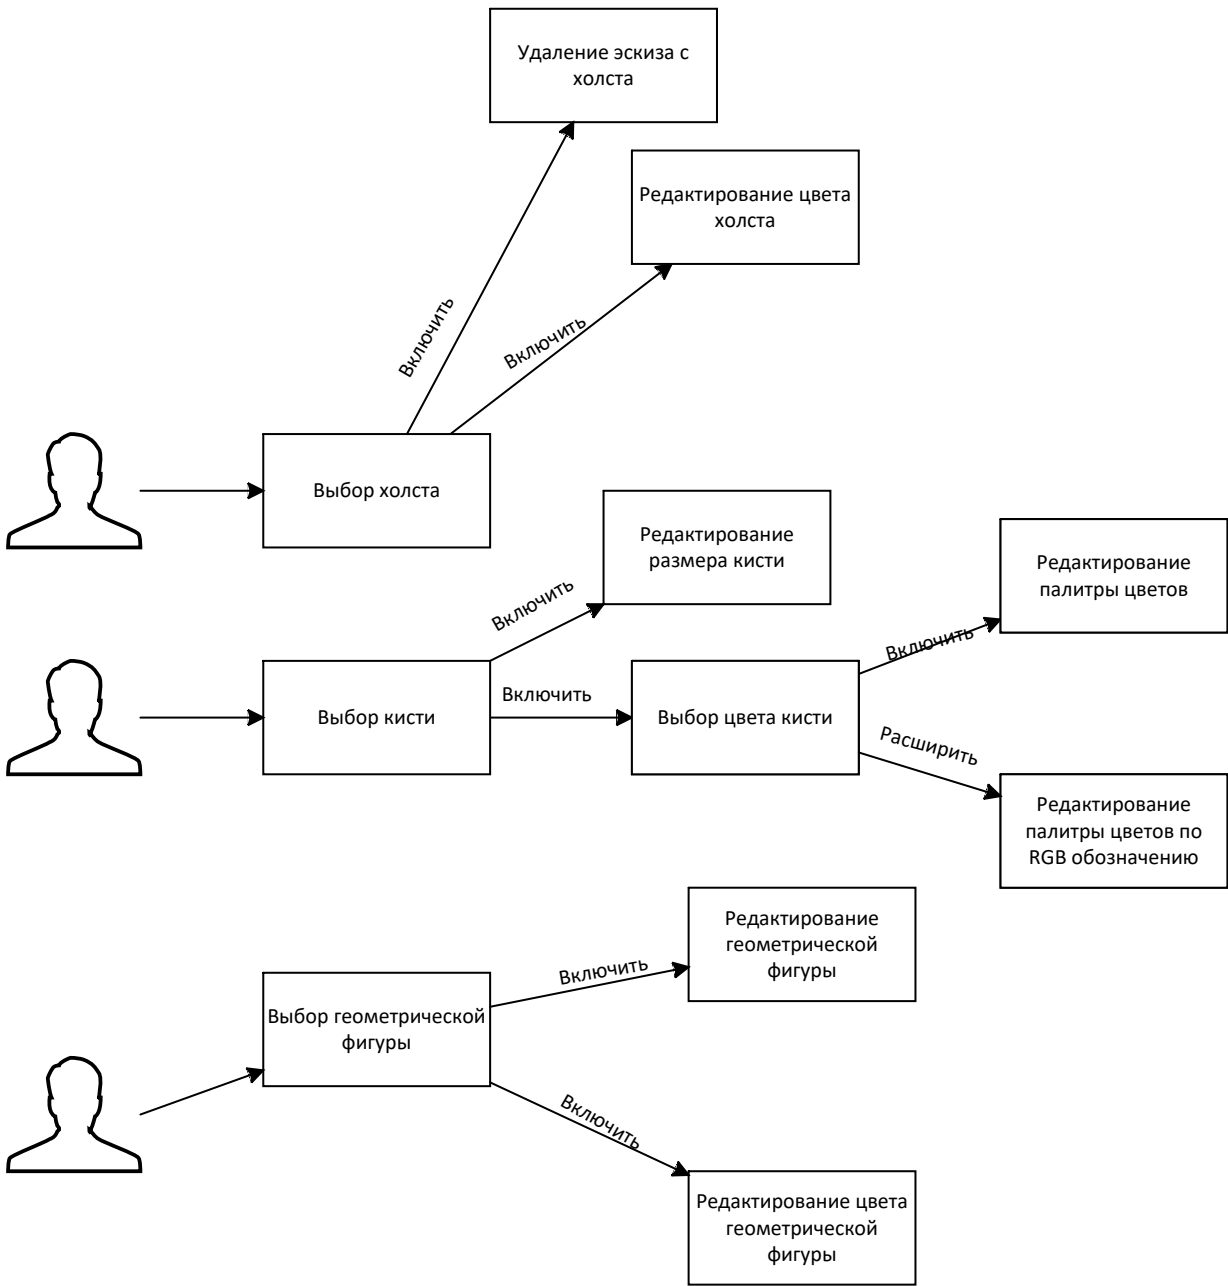 Удаление эскиза с
холста
Редактирование цвета
холста
Включить
Включить
Выбор холста
Редактирование
размера кисти
Редактирование
палитры цветов
Включить
Включить
Выбор кисти
Включить
Выбор цвета кисти
Расширить
Редактирование
палитры цветов по
RGB обозначению
Редактирование
геометрической
фигуры
Включить
Выбор геометрической
фигуры
Включить
Редактирование цвета
геометрической
фигуры